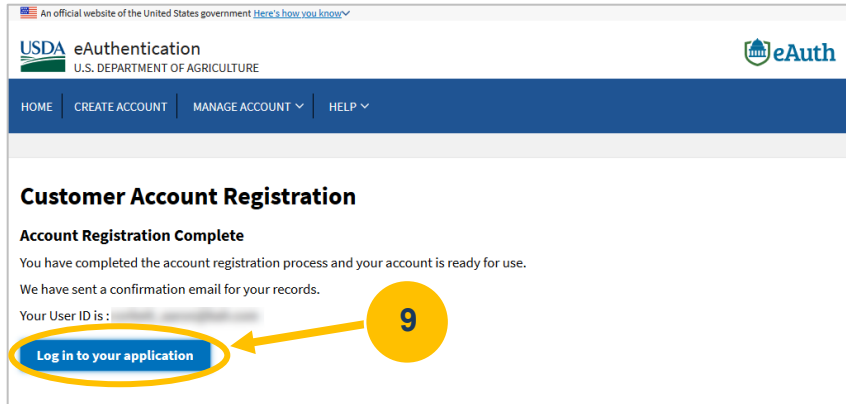 An official website of the United States government Here's how you know
USDA eAuthentication
U.S. DEPARTMENT OF AGRICULTURE
eAuth
HOME CREATE ACCOUNT MANAGE ACCOUNT HELP
Customer Account Registration
Account Registration Complete
You have completed the account registration process and your account is ready for use.
We have sent a confirmation email for your records.
Your User ID is :
9
Log in to your application